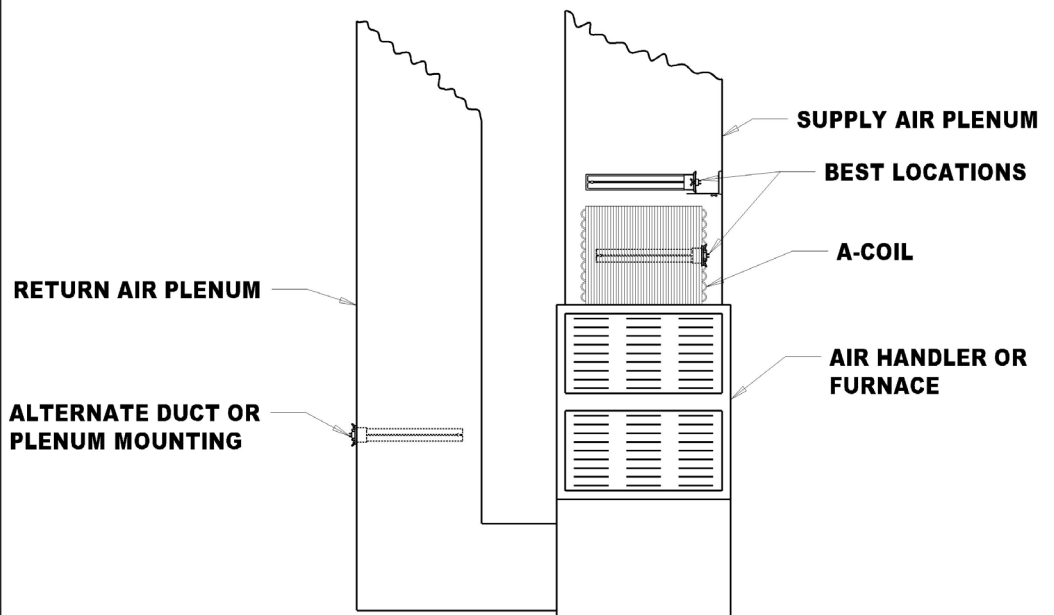 SUPPLY AIR PLENUM
BEST LOCATIONS
A-COIL
RETURN AIR PLENUM
AIR HANDLER OR
FURNACE
ALTERNATE DUCT OR
PLENUM MOUNTING